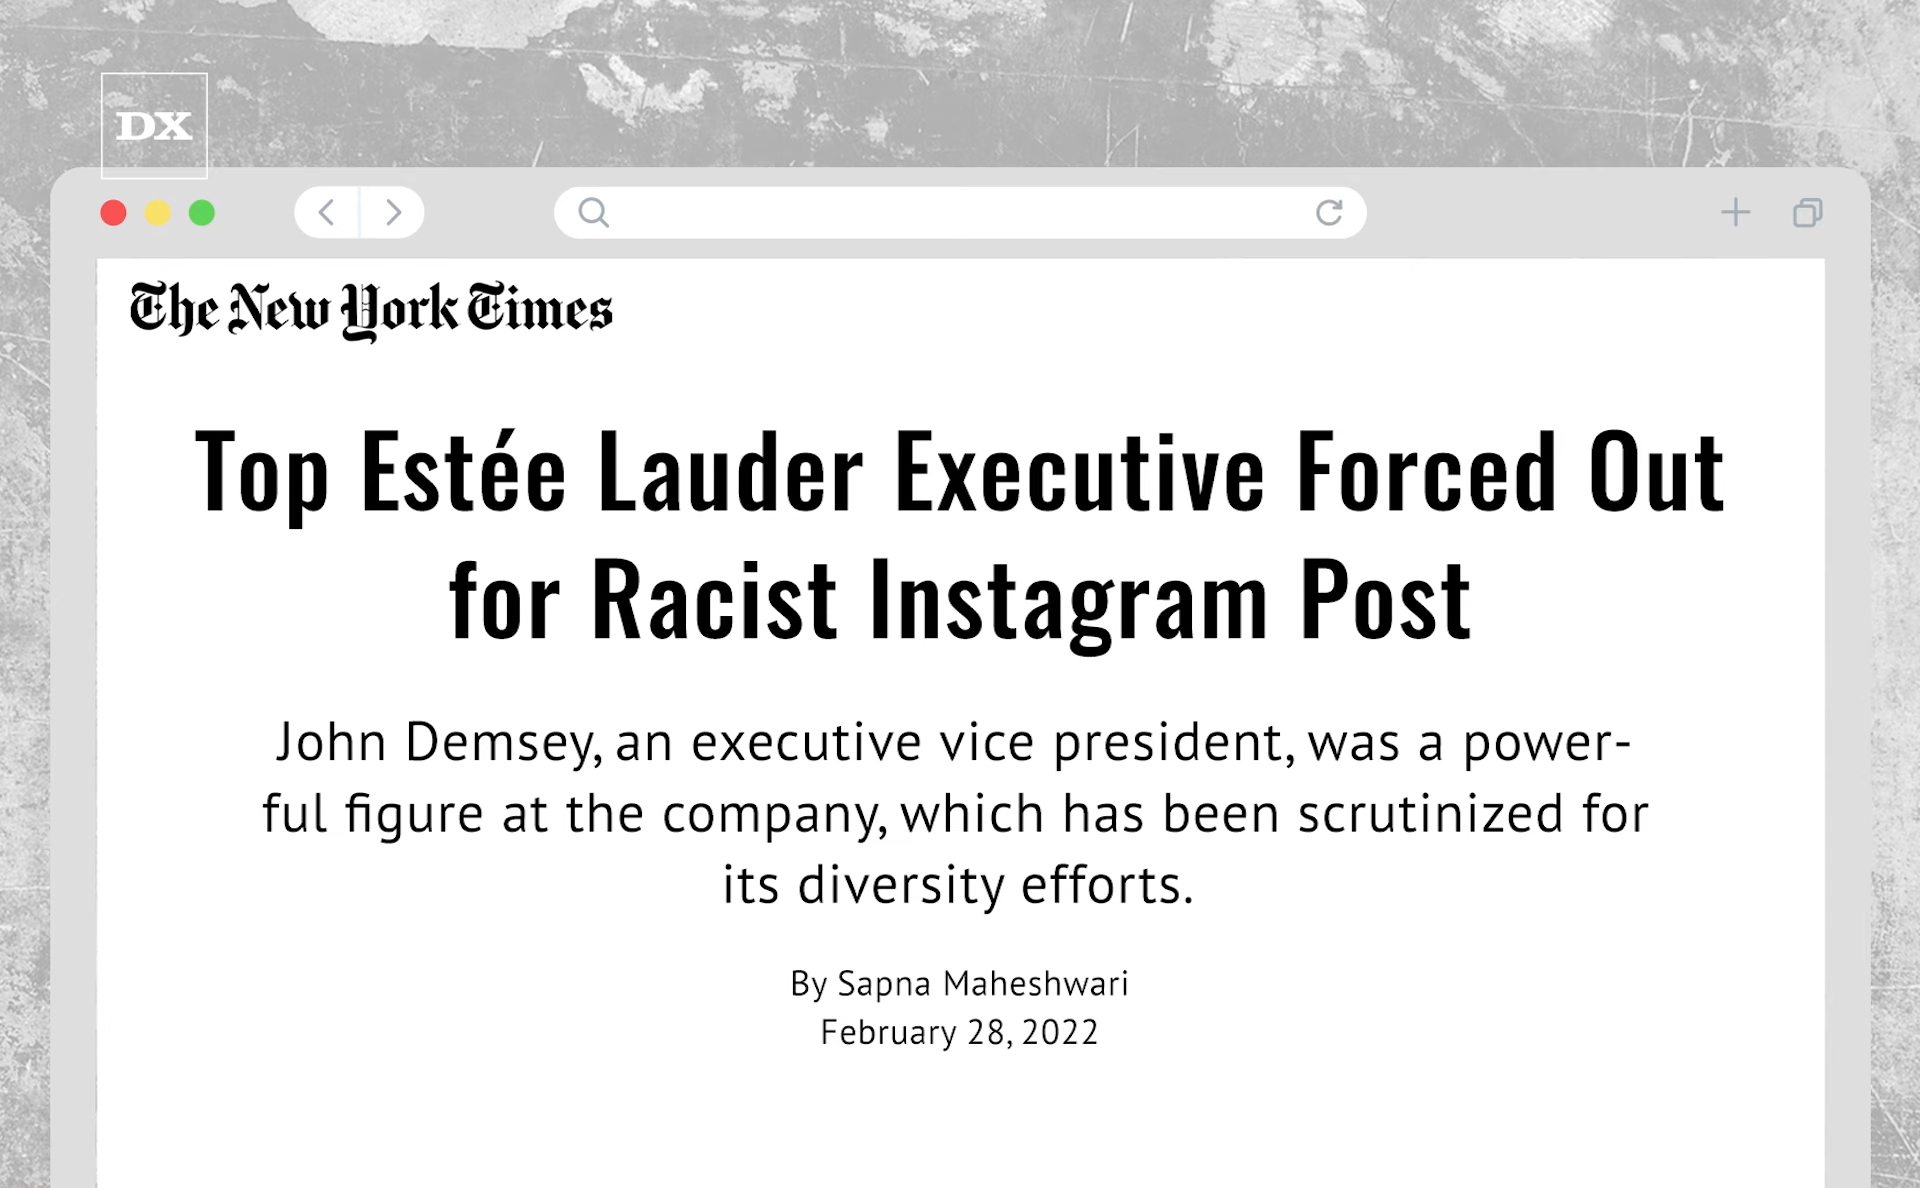 DX
The New York Times
Top Estée Lauder Executive Forced Out
for Racist Instagram Post
John Demsey, an executive vice president, was a power-
ful figure at the company, which has been scrutinized for
its diversity efforts.
By Sapna Maheshwari
February 28, 2022